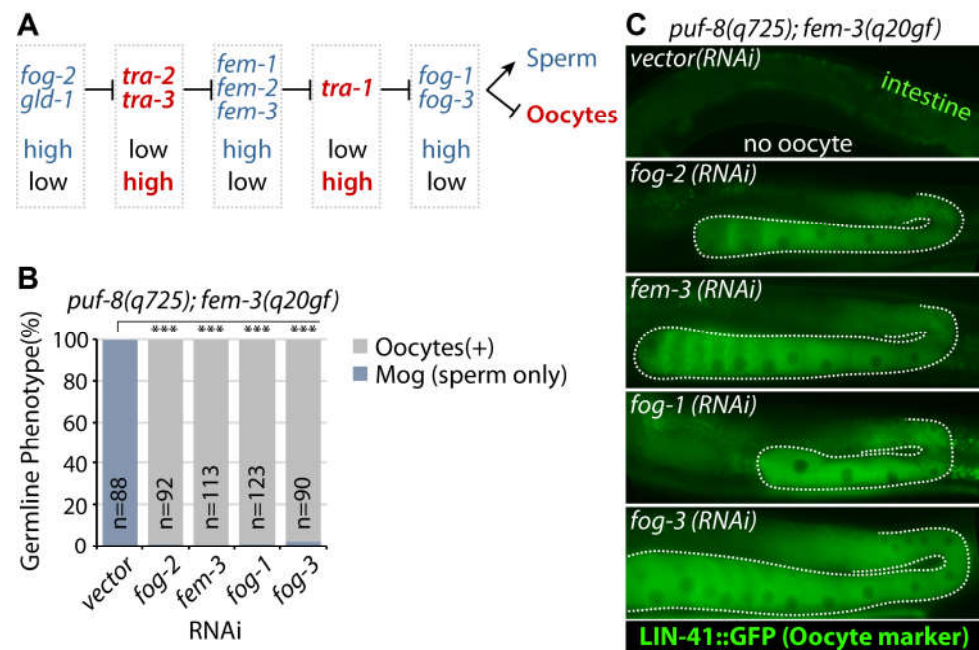 A
fog-2
gld-1
tra-2
tra-3
fem-1
fem-2
fem-3
tra-1
fog-1
fog-3
Sperm
Oocytes
high low high low high
low high low high low
B
puf-8(q725); fem-3(q20gf)
*** *** *** ***
Germline Phenotype(%)
100
80
60
40
20
0
n=88
n=92
n=113
n=123
n=90
vector
fog-2
fem-3
fog-1
fog-3
RNAi
Oocytes(+)
Mog (sperm only)
C
puf-8(q725); fem-3(q20gf)
vector(RNAi)
intestine
no oocyte
fog-2 (RNAi)
fem-3 (RNAi)
fog-1 (RNAi)
fog-3 (RNAi)
LIN-41::GFP (Oocyte marker)